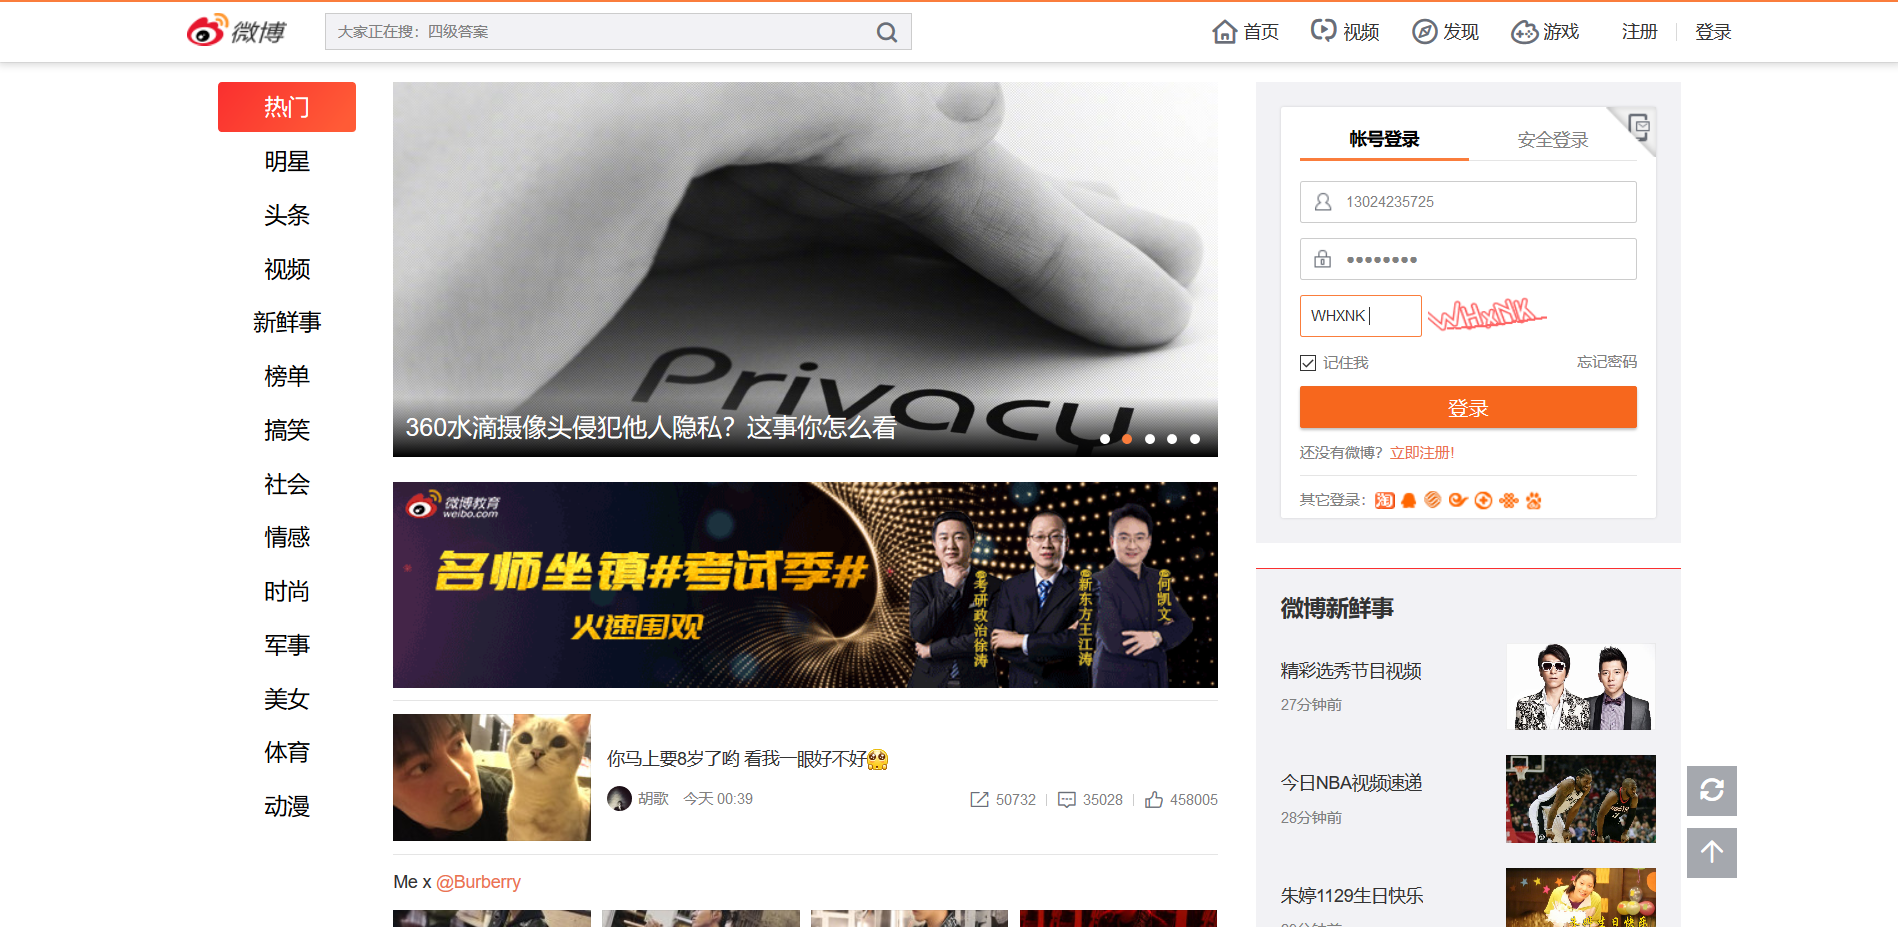 微博
大家正在搜：四级答案
首页
视频
发现
游戏
注册
登录
热门
明星
头条
视频
新鲜事
榜单
搞笑
社会
情感
时尚
军事
美女
体育
动漫
Privacy
360水滴摄像头侵犯他人隐私？这事你怎么看
微博教育
weibo.com
名师坐镇#考试季#
火速围观
考研政治徐涛
新东方王江涛
何凯文
你马上要8岁了哟 看我一眼好不好
胡歌 今天 00:39
50732
35028
458005
Me x @Burberry
帐号登录
安全登录
13024235725
WHXNK
WHxNK
记住我
忘记密码
登录
还没有微博？立即注册!
其它登录：
淘
微博新鲜事
精彩选秀节目视频
27分钟前
今日NBA视频速递
28分钟前
朱婷1129生日快乐